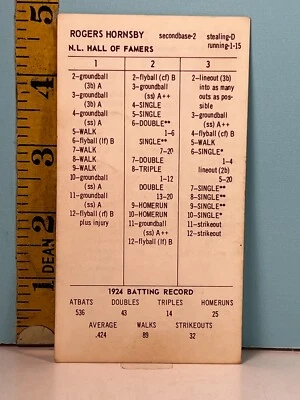 ROGERS HORNSBY secondbase-2 stealing-D
N.L. HALL OF FAMERS running-1-15
1
2-groundball
(3b) A
3-groundball
(ss) A
4-groundball
(ss) A
5-WALK
6-flyball (lf) B
7-WALK
8-WALK
9-WALK
10-groundball
(ss) A
11-groundball
(ss) A
12-flyball (rf) B
plus injury
2
2-flyball (cf) B
3-groundball
(ss) A++
4-SINGLE
5-SINGLE
6-DOUBLE**
1-6
SINGLE**
7-20
7-DOUBLE
8-TRIPLE
1-12
DOUBLE
13-20
9-HOMERUN
10-HOMERUN
11-groundball
(ss) A++
12-flyball (lf) B
3
2-lineout (3b)
into as many
outs as pos-
sible
3-groundball
(ss) A++
4-SINGLE**
5-SINGLE**
6-SINGLE*
1-4
lineout (2b)
5-20
7-SINGLE**
8-SINGLE**
9-SINGLE*
10-SINGLE*
11-strikeout
12-strikeout
1924 BATTING RECORD
ATBATS DOUBLES TRIPLES HOMERUNS
536 43 14 25
AVERAGE WALKS STRIKEOUTS
.424 89 32
DEAN
2
3
4
5